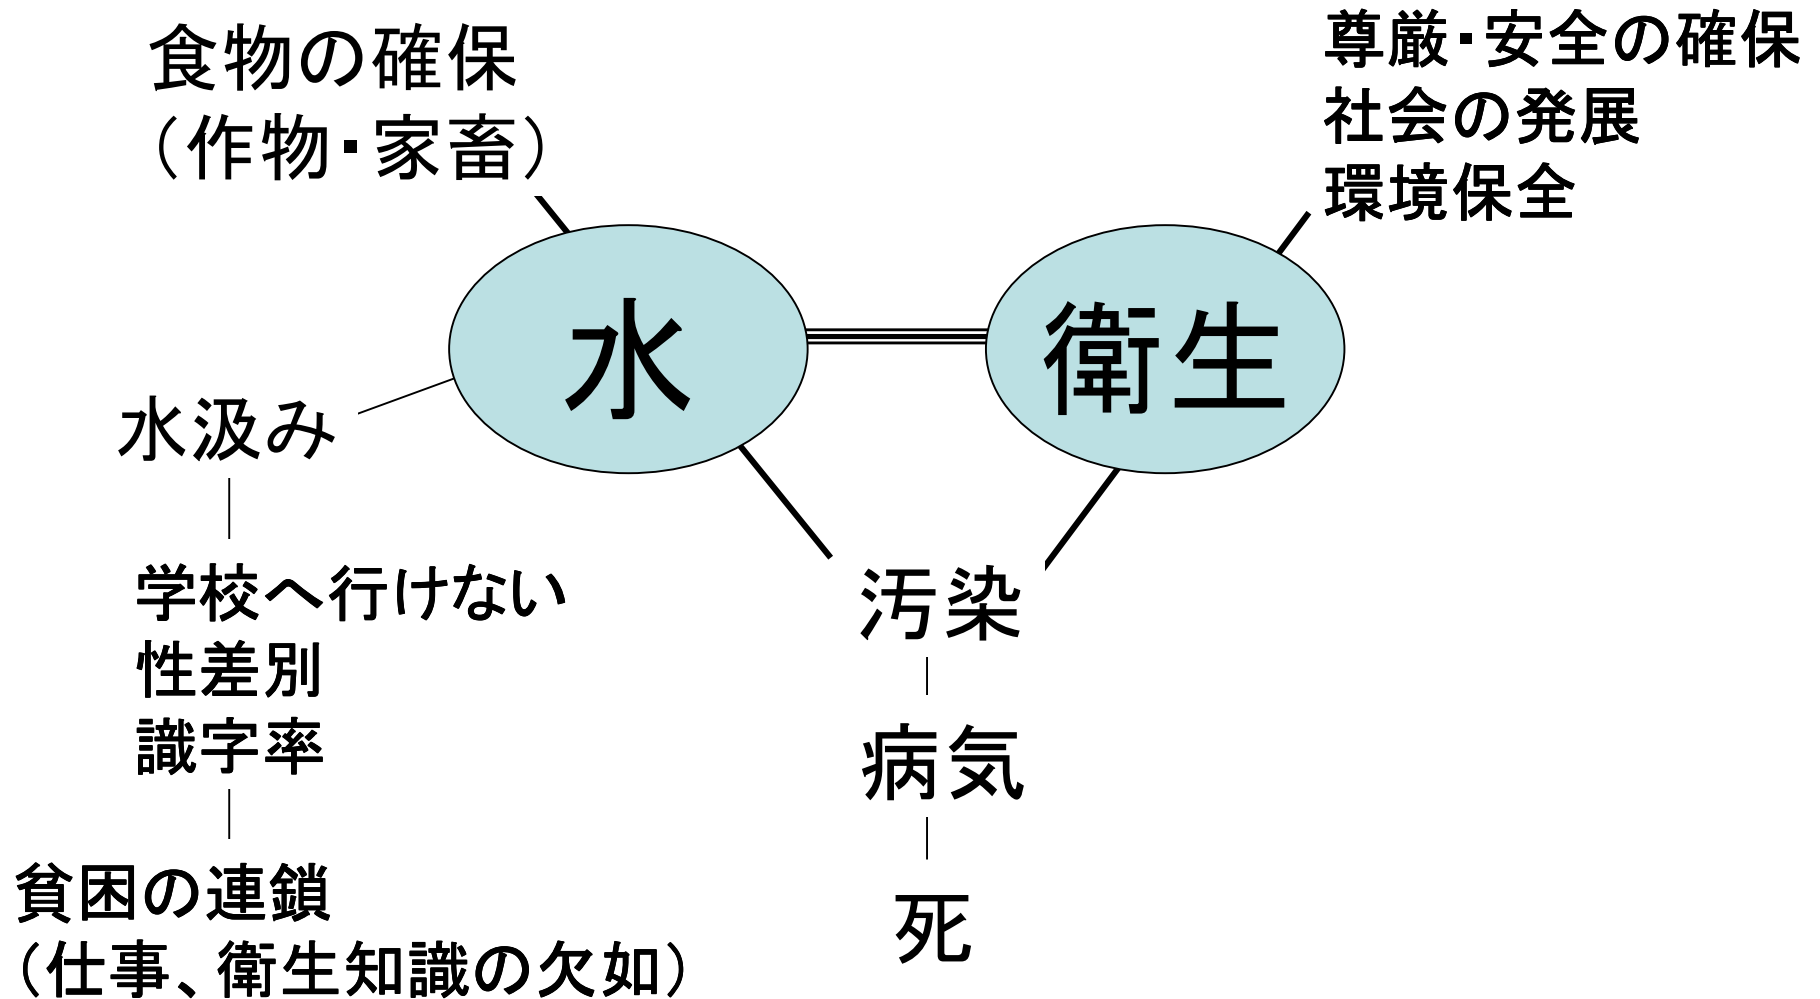 食物の確保
（作物・家畜）
尊厳・安全の確保
社会の発展
環境保全
水
衛生
水汲み
学校へ行けない
性差別
識字率
貧困の連鎖
（仕事、衛生知識の欠如）
汚染
病気
死